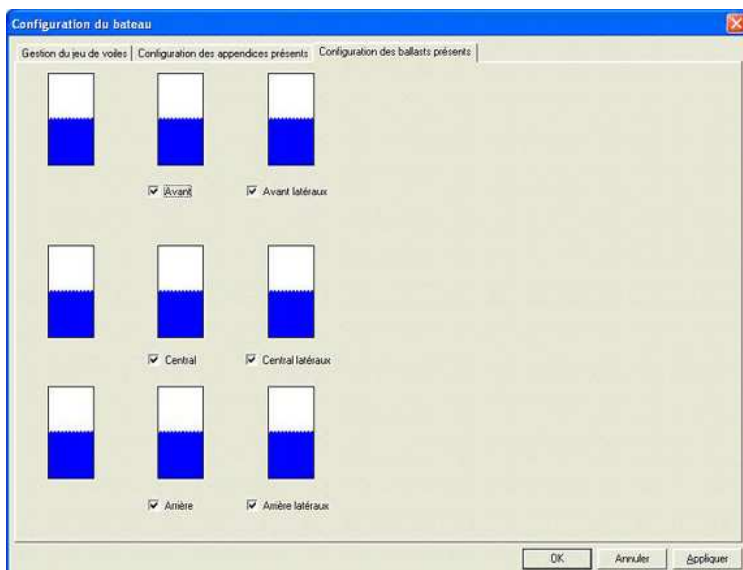 Configuration du bateau
Gestion du jeu de voiles | Configuration des appendices présents | Configuration des ballasts présents
Avant Avant latéraux
Central Central latéraux
Arrière Arrière latéraux
OK Annuler Appliquer